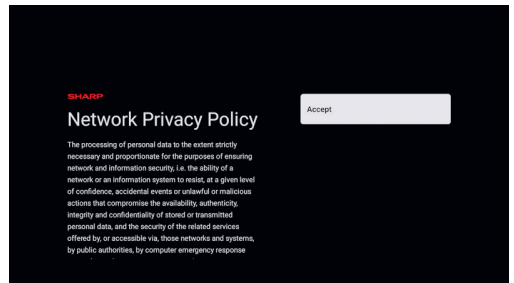 SHARP
Network Privacy Policy
The processing of personal data to the extent strictly
necessary and proportionate for the purposes of ensuring
network and information security, i.e. the ability of a
network or an information system to resist, at a given level
of confidence, accidental events or unlawful or malicious
actions that compromise the availability, authenticity,
integrity and confidentiality of stored or transmitted
personal data, and the security of the related services
offered by, or accessible via, those networks and systems,
by public authorities, by computer emergency response
Accept